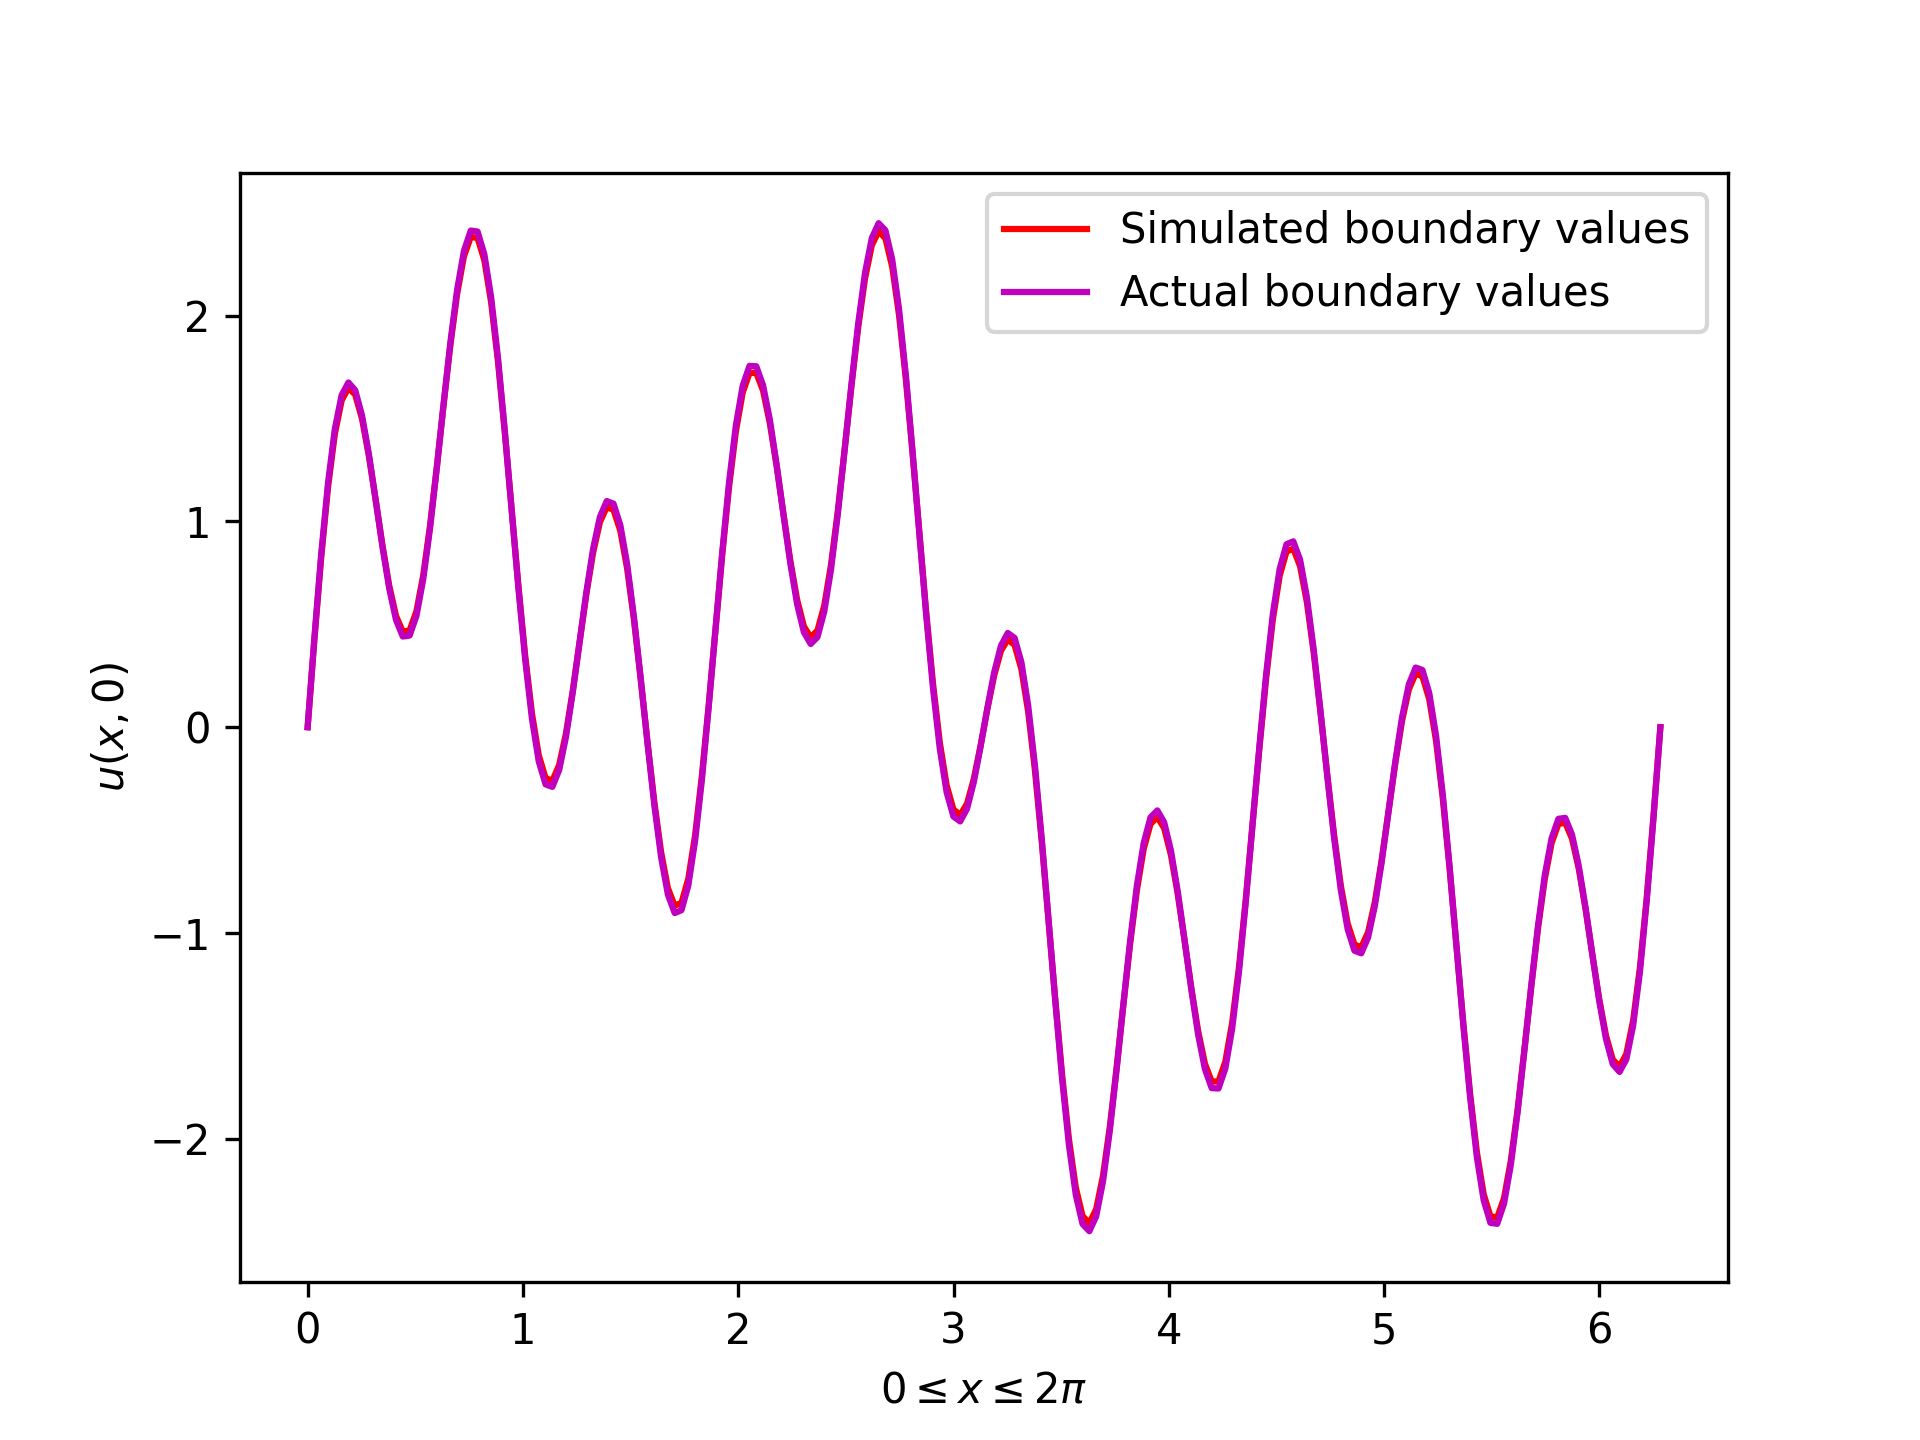 Simulated boundary values
Actual boundary values
2
1
0
−1
−2
u(x, 0)
0 1 2 3 4 5 6
0 ≤ x ≤ 2π